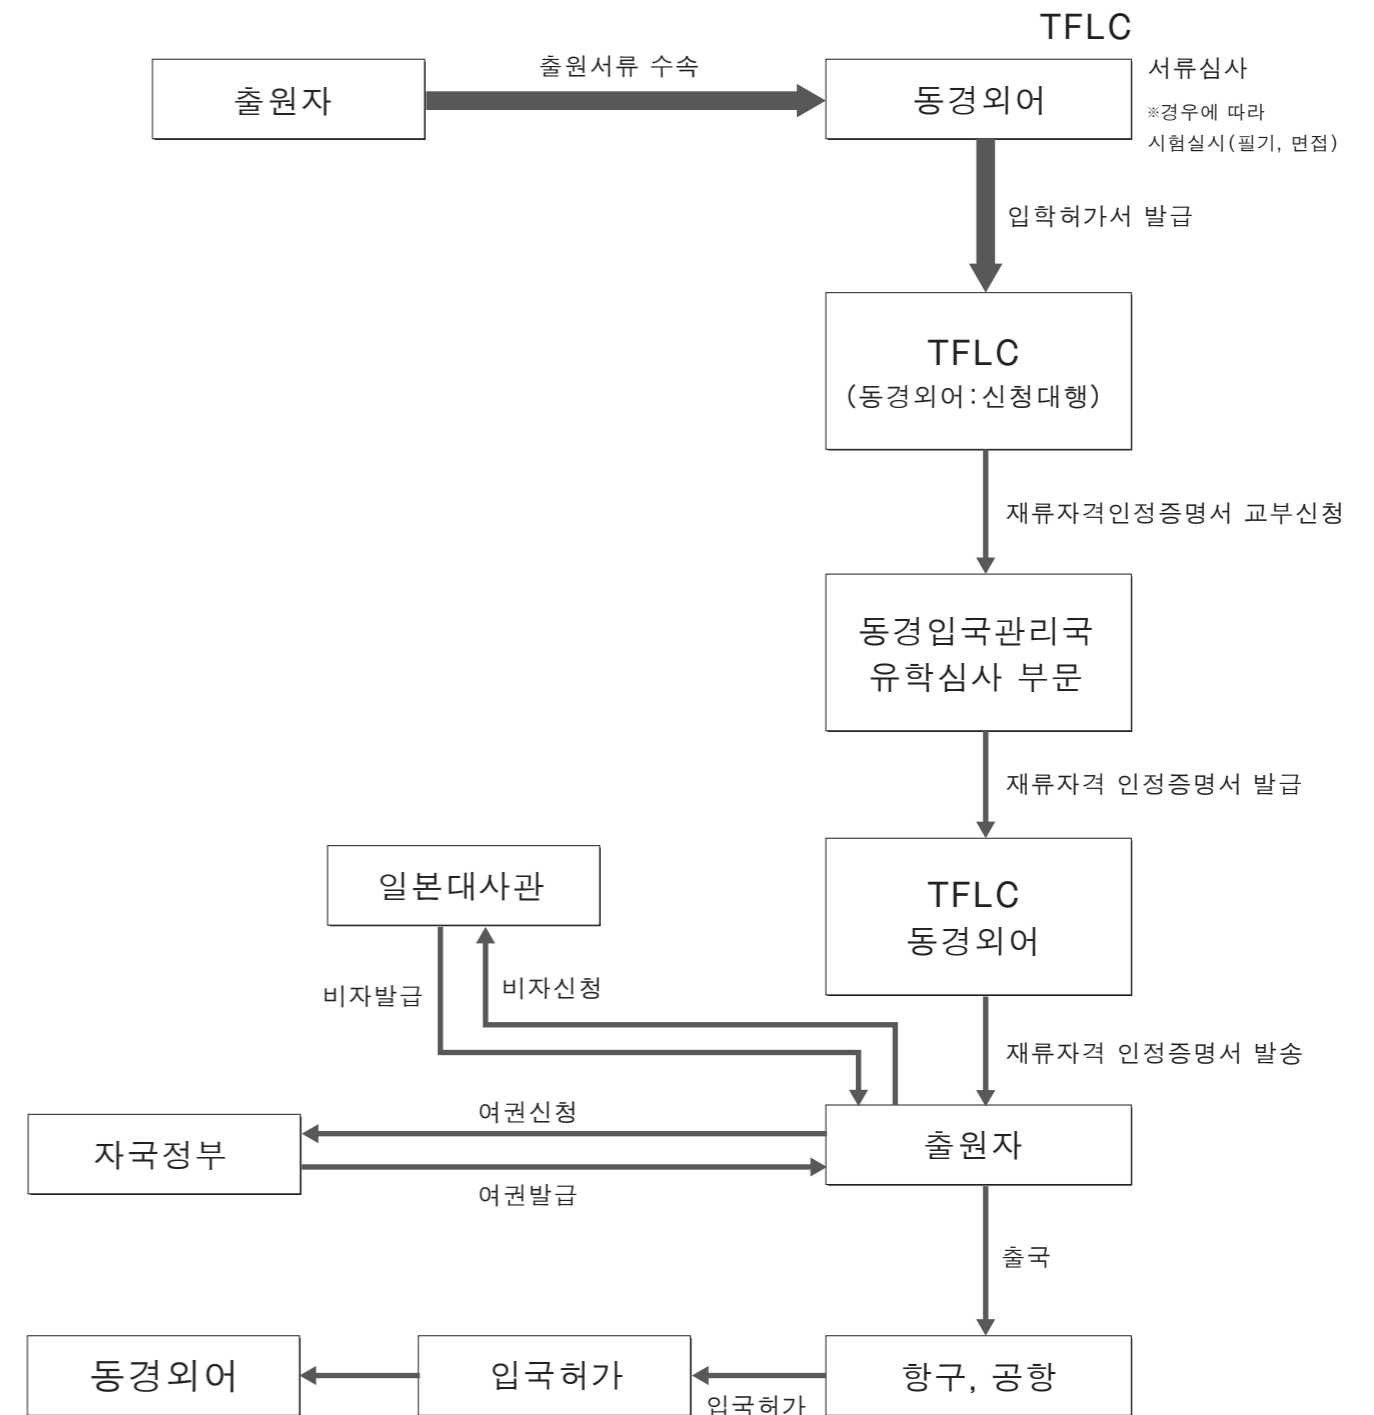 TFLC
출원자
출원서류 수속
동경외어
서류심사
※경우에 따라
시험실시(필기, 면접)
입학허가서 발급
TFLC
(동경외어:신청대행)
재류자격인정증명서 교부신청
동경입국관리국
유학심사 부문
재류자격 인정증명서 발급
일본대사관
TFLC
동경외어
비자발급
비자신청
재류자격 인정증명서 발송
여권신청
자국정부
출원자
여권발급
출국
동경외어
입국허가
항구, 공항
입국허가